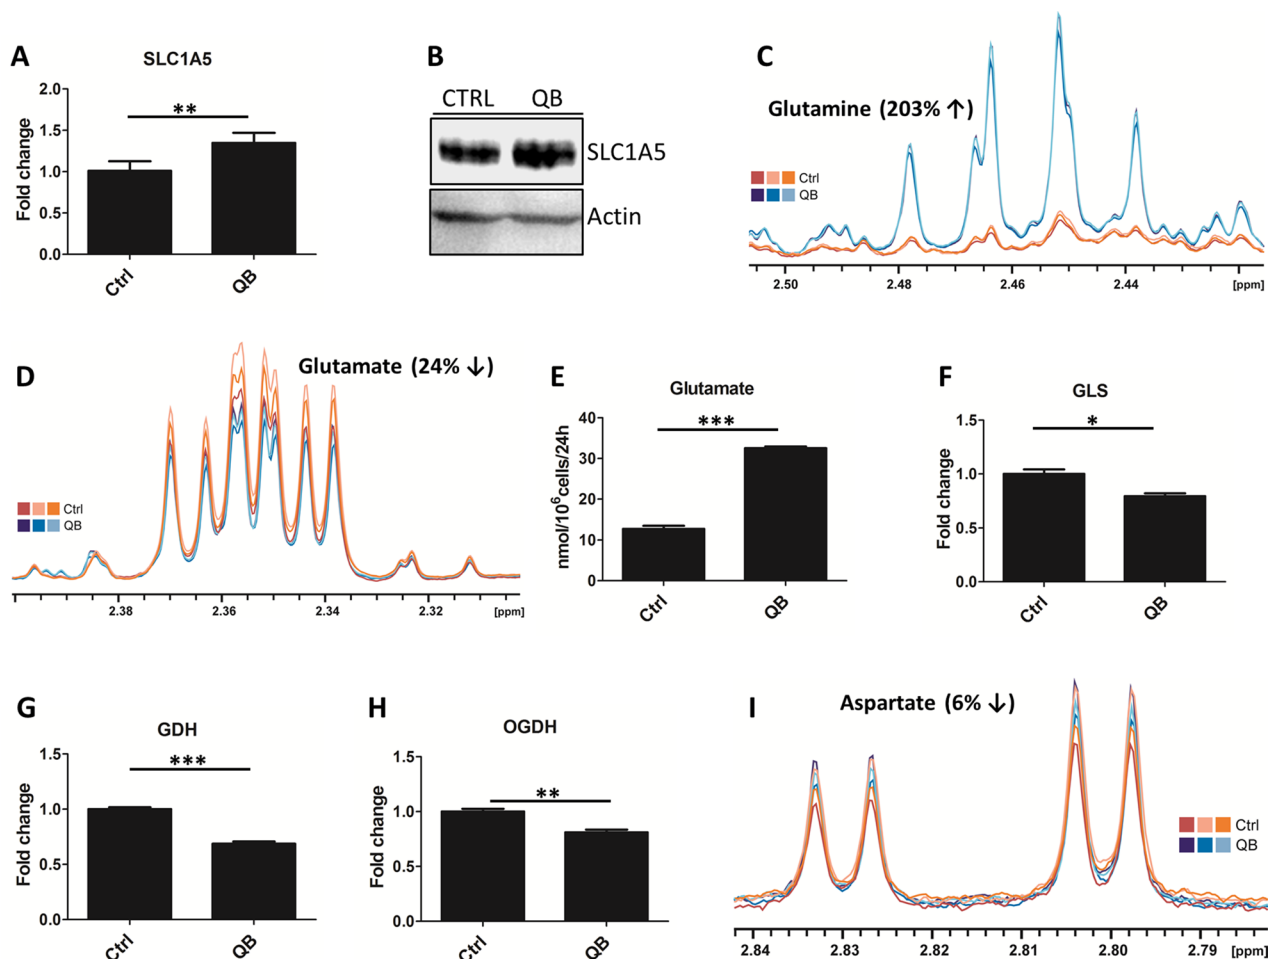 A
SLC1A5
Fold change
2.0
1.5
1.0
0.5
0.0
**
Ctrl
QB
B
CTRL QB
SLC1A5
Actin
C
Glutamine (203% ↑)
Ctrl
QB
2.50 2.48 2.46 2.44 [ppm]
D
Glutamate (24% ↓)
Ctrl
QB
2.38 2.36 2.34 2.32 [ppm]
E
Glutamate
nmol/10⁶cells/24h
40
30
20
10
0
***
Ctrl
QB
F
GLS
Fold change
1.5
1.0
0.5
0.0
*
Ctrl
QB
G
GDH
Fold change
1.5
1.0
0.5
0.0
***
Ctrl
QB
H
OGDH
Fold change
1.5
1.0
0.5
0.0
**
Ctrl
QB
I
Aspartate (6% ↓)
Ctrl
QB
2.84 2.83 2.82 2.81 2.80 2.79 [ppm]